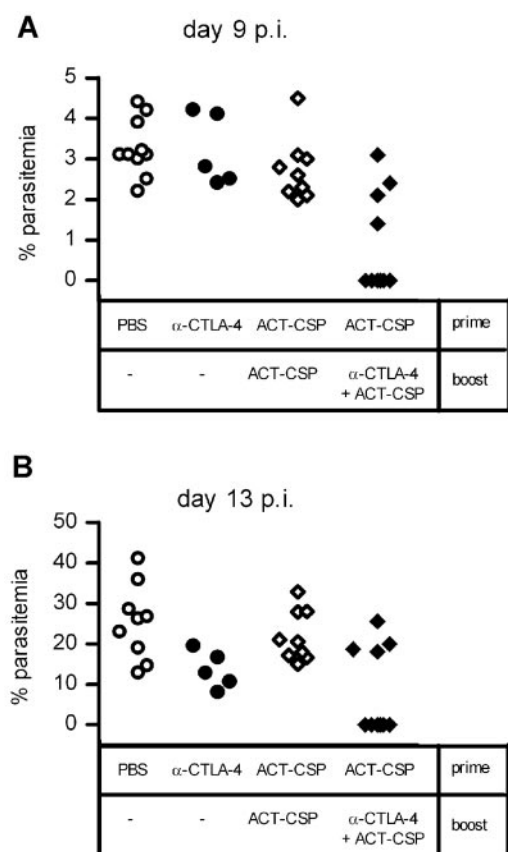 A
day 9 p.i.
% parasitemia
5
4
3
2
1
0
PBS α-CTLA-4 ACT-CSP ACT-CSP prime
- - ACT-CSP α-CTLA-4 + ACT-CSP boost
B
day 13 p.i.
% parasitemia
50
40
30
20
10
0
PBS α-CTLA-4 ACT-CSP ACT-CSP prime
- - ACT-CSP α-CTLA-4 + ACT-CSP boost